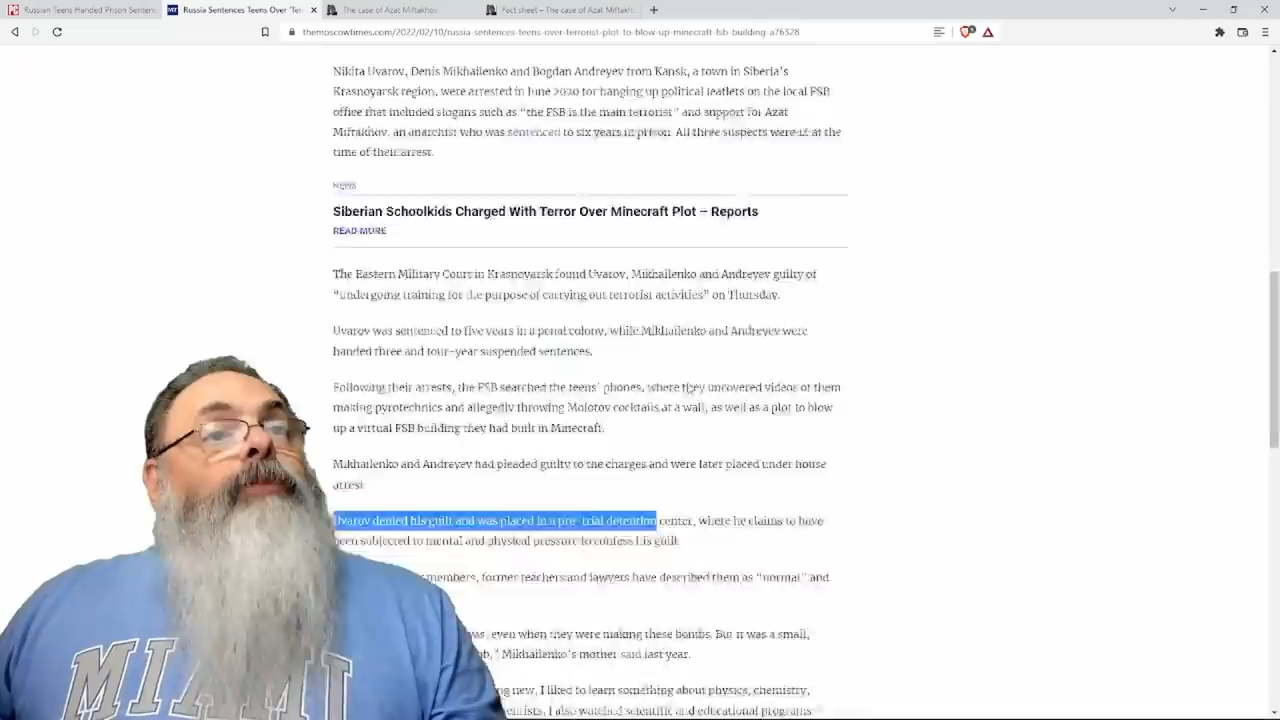 Russian Teens Handed Prison Sentenc
Russia Sentences Teens Over 'Ter
The case of Azat Miftakhov
Fact sheet – The case of Azat Miftakh
themoscowtimes.com/2022/02/10/russia-sentences-teens-over-terrorist-plot-to-blow-up-minecraft-fsb-building-a76328
Nikita Uvarov, Denis Mikhailenko and Bogdan Andreyev from Kansk, a town in Siberia's
Krasnoyarsk region, were arrested in June 2020 for hanging up political leaflets on the local FSB
office that included slogans such as "the FSB is the main terrorist" and support for Azat
Miftakhov, an anarchist who was sentenced to six years in prison. All three suspects were at the
time of their arrest.
News
Siberian Schoolkids Charged With Terror Over Minecraft Plot – Reports
READ MORE
The Eastern Military Court in Krasnoyarsk found Uvarov, Mikhailenko and Andreyev guilty of
"undergoing training for the purpose of carrying out terrorist activities" on Thursday.
Uvarov was sentenced to five years in a penal colony, while Mikhailenko and Andreyev were
handed three and four-year suspended sentences.
Following their arrests, the FSB searched the teens' phones, where they uncovered videos of them
making pyrotechnics and allegedly throwing Molotov cocktails at a wall, as well as a plot to blow
up a virtual FSB building they had built in Minecraft.
Mikhailenko and Andreyev had pleaded guilty to the charges and were later placed under house
arrest
Uvarov denied his guilt and was placed in a pre-trial detention center, where he claims to have
been subjected to mental and physical pressure to confess his guilt.
members, former teachers and lawyers have described them as "normal" and
was, even when they were making these bombs. But it was a small,
" Mikhailenko's mother said last year.
new, I liked to learn something about physics, chemistry,
I also watched scientific and educational programs
MIAMI